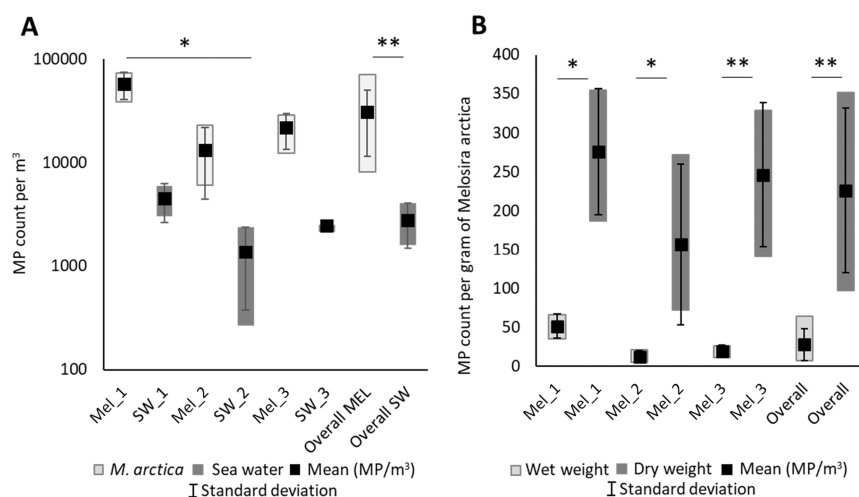 A
*
**
100000
10000
1000
100
MP count per m³
Mel_1
SW_1
Mel_2
SW_2
Mel_3
SW_3
Overall MEL
Overall SW
M. arctica
Sea water
Mean (MP/m³)
Standard deviation
B
*
*
**
**
400
350
300
250
200
150
100
50
0
MP count per gram of Melosira arctica
Mel_1
Mel_1
Mel_2
Mel_2
Mel_3
Mel_3
Overall
Overall
Wet weight
Dry weight
Mean (MP/m³)
Standard deviation